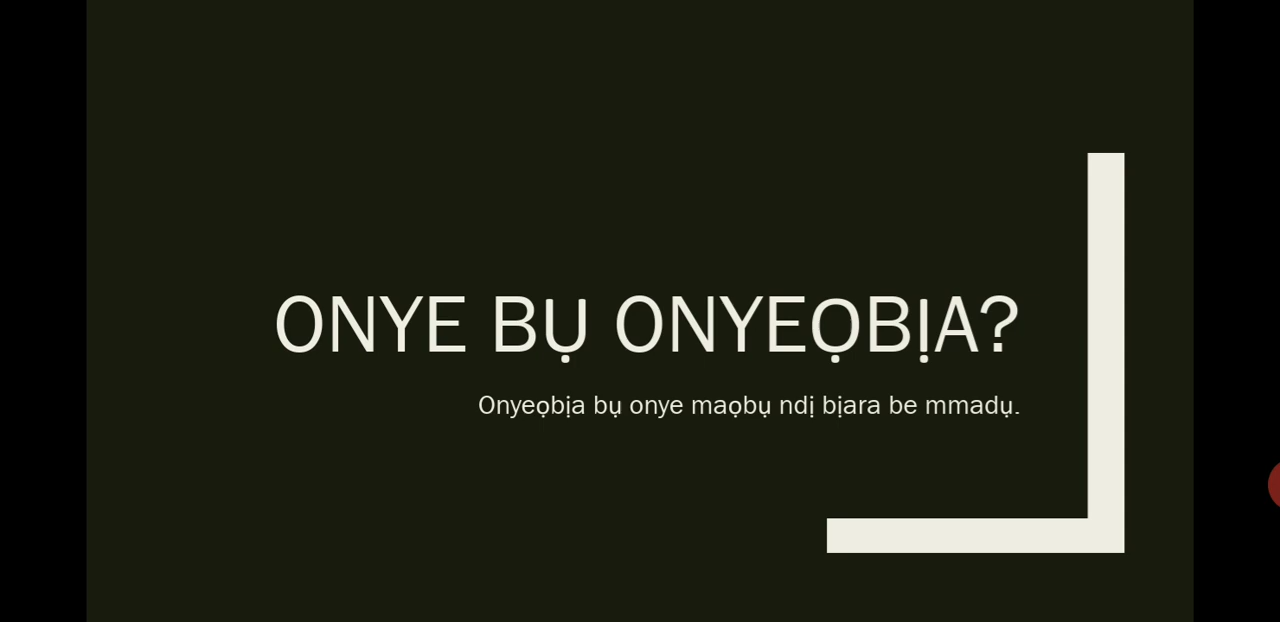 ONYE BỤ ONYEỌBỊA?
Onyeọbịa bụ onye maọbụ ndị bịara be mmadụ.